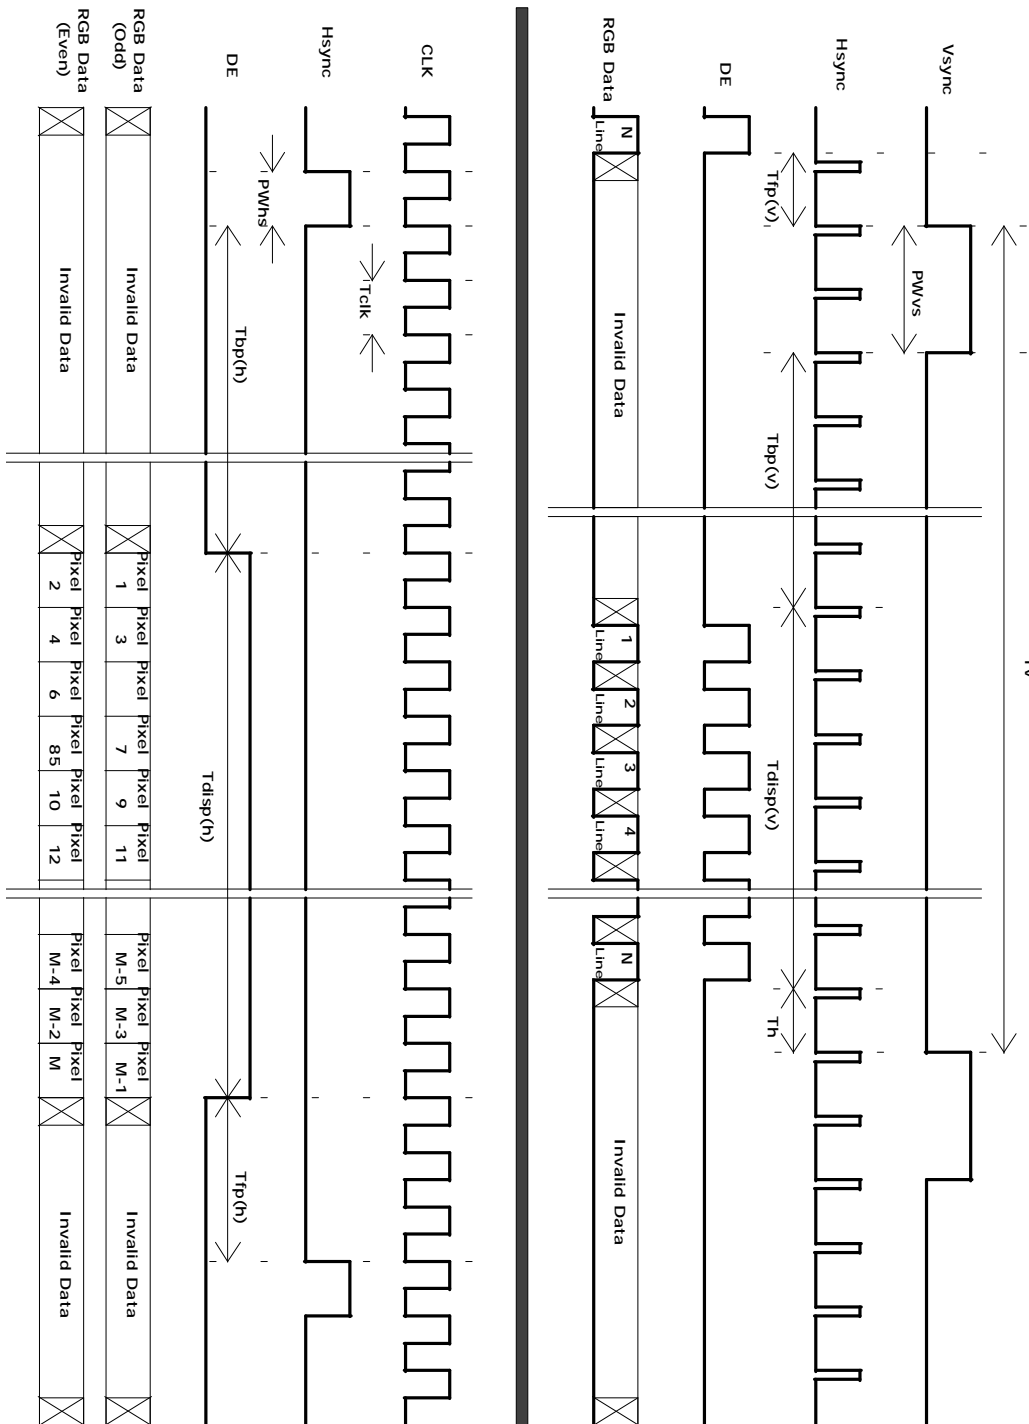 Vsync
PWvs
Hsync
Tfp(v) Tbp(v) Tdisp(v) Th
DE
RGB Data
N 1 2 3 4 N
Line Invalid Data Line Line Line Line Line Invalid Data
CLK
Tclk
Hsync
PWhs
DE
Tbp(h) Tdisp(h) Tfp(h)
RGB Data
(Odd)
Pixel Pixel Pixel Pixel Pixel Pixel Pixel Pixel
Invalid Data 1 3 7 9 11 M-5 M-3 M-1 Invalid Data
RGB Data
(Even)
Pixel Pixel Pixel Pixel Pixel Pixel Pixel Pixel Pixel
Invalid Data 2 4 6 85 10 12 M-4 M-2 M Invalid Data